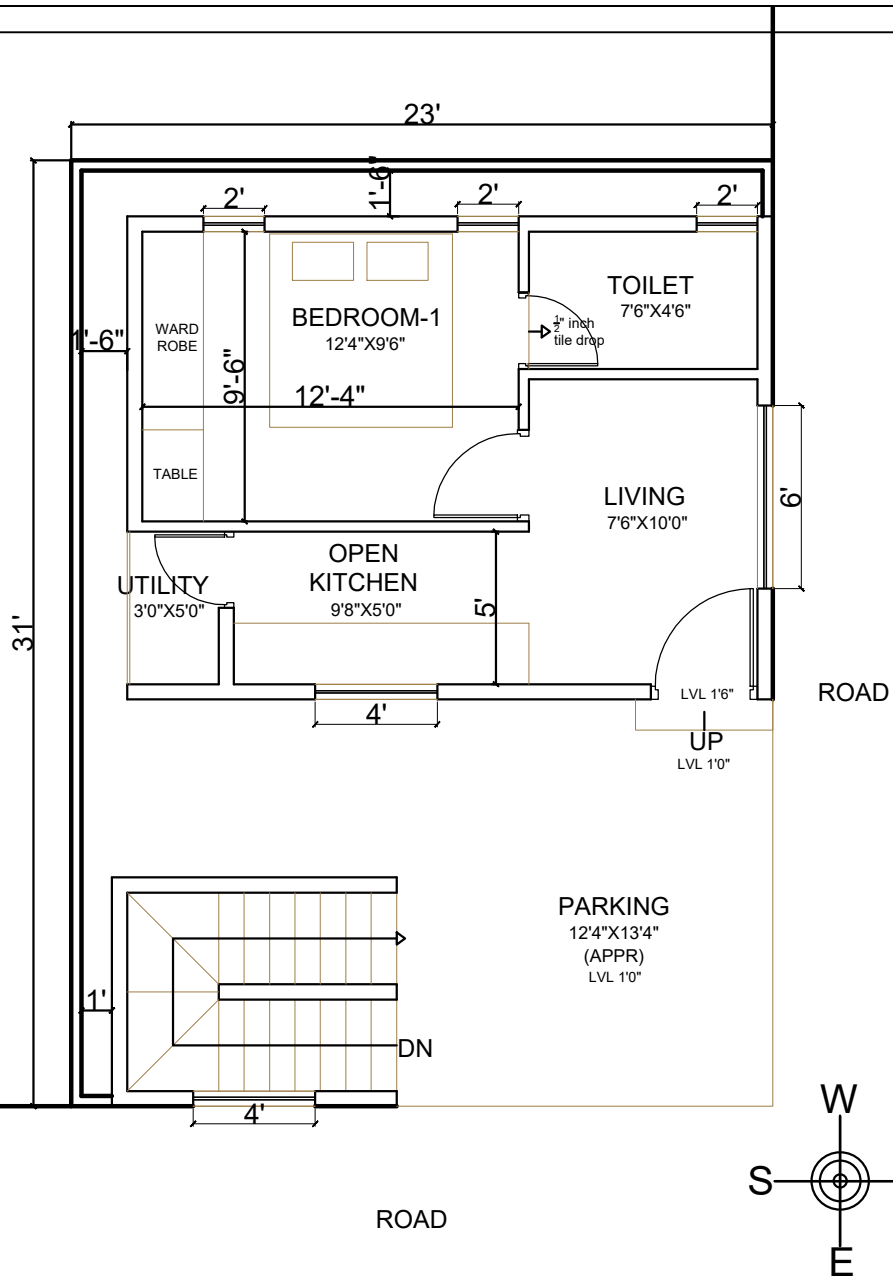 23'
1'-6"
2'
2'
2'
TOILET
7'6"X4'6"
BEDROOM-1
12'4"X9'6"
WARD
ROBE
1'-6"
1/2" inch
tile drop
9'-6"
12'-4"
TABLE
LIVING
7'6"X10'0"
6'
OPEN
KITCHEN
9'8"X5'0"
UTILITY
3'0"X5'0"
5'
31'
4'
LVL 1'6"
UP
LVL 1'0"
ROAD
PARKING
12'4"X13'4"
(APPR)
LVL 1'0"
1'
DN
4'
W
S
E
ROAD